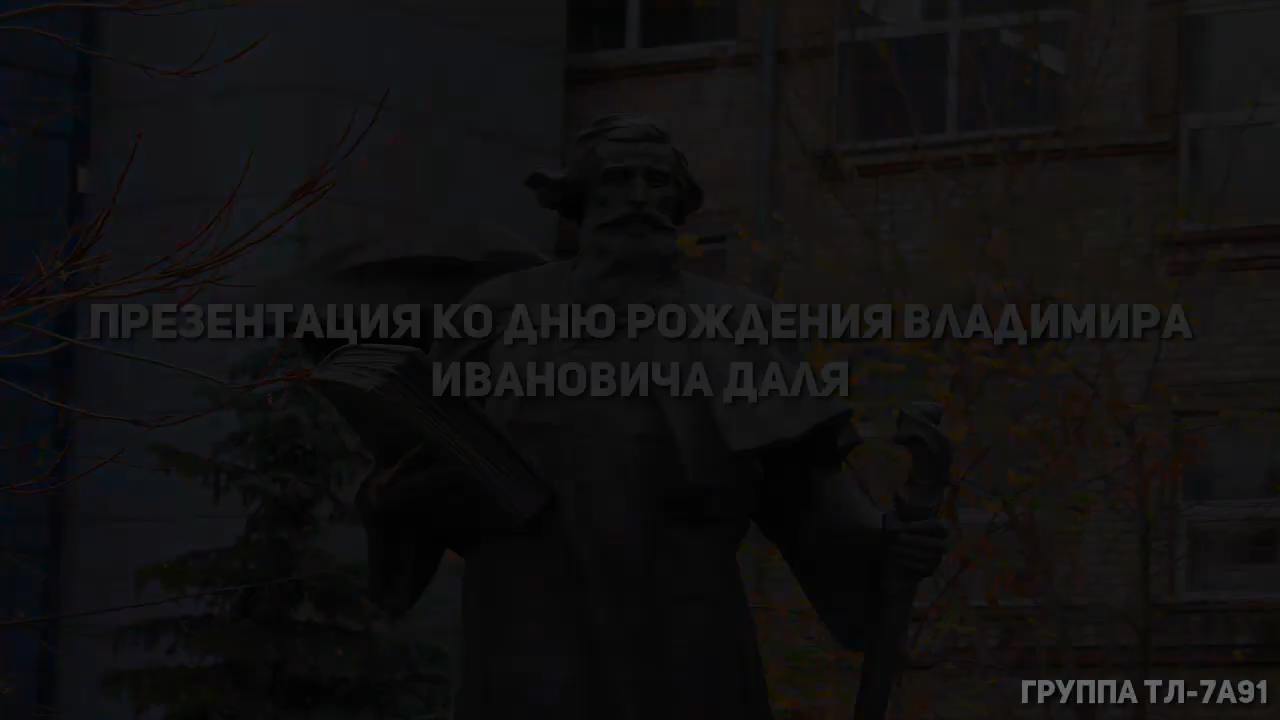 ПРЕЗЕНТАЦИЯ КО ДНЮ РОЖДЕНИЯ ВЛАДИМИРА
ИВАНОВИЧА ДАЛЯ
ГРУППА ТЛ-7А91